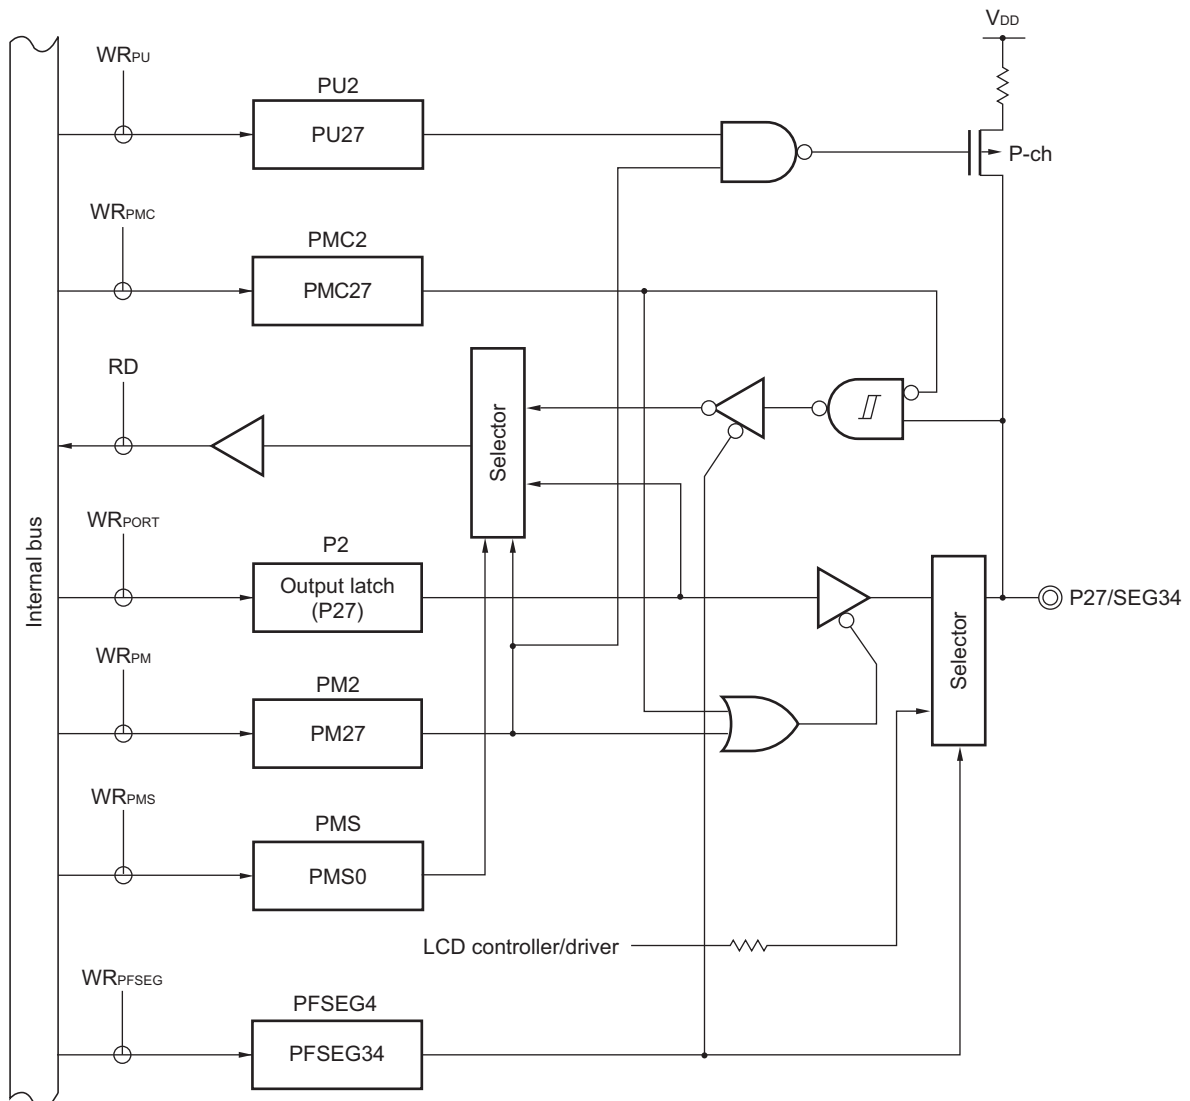 VDD
WRPU
PU2
PU27
P-ch
WRPMC
PMC2
PMC27
RD
Selector
Internal bus
WRPORT
P2
Output latch
(P27)
P27/SEG34
Selector
WRPM
PM2
PM27
WRPMS
PMS
PMS0
LCD controller/driver
WRPFSEG
PFSEG4
PFSEG34